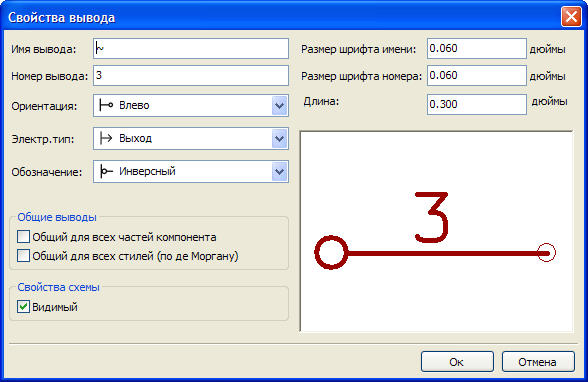 Свойства вывода
Имя вывода: ~
Размер шрифта имени: 0.060 дюймы
Номер вывода: 3
Размер шрифта номера: 0.060 дюймы
Ориентация: Влево
Длина: 0.300 дюймы
Электр.тип: Выход
Обозначение: Инверсный
3
Общие выводы
Общий для всех частей компонента
Общий для всех стилей (по де Моргану)
Свойства схемы
Видимый
Ок Отмена